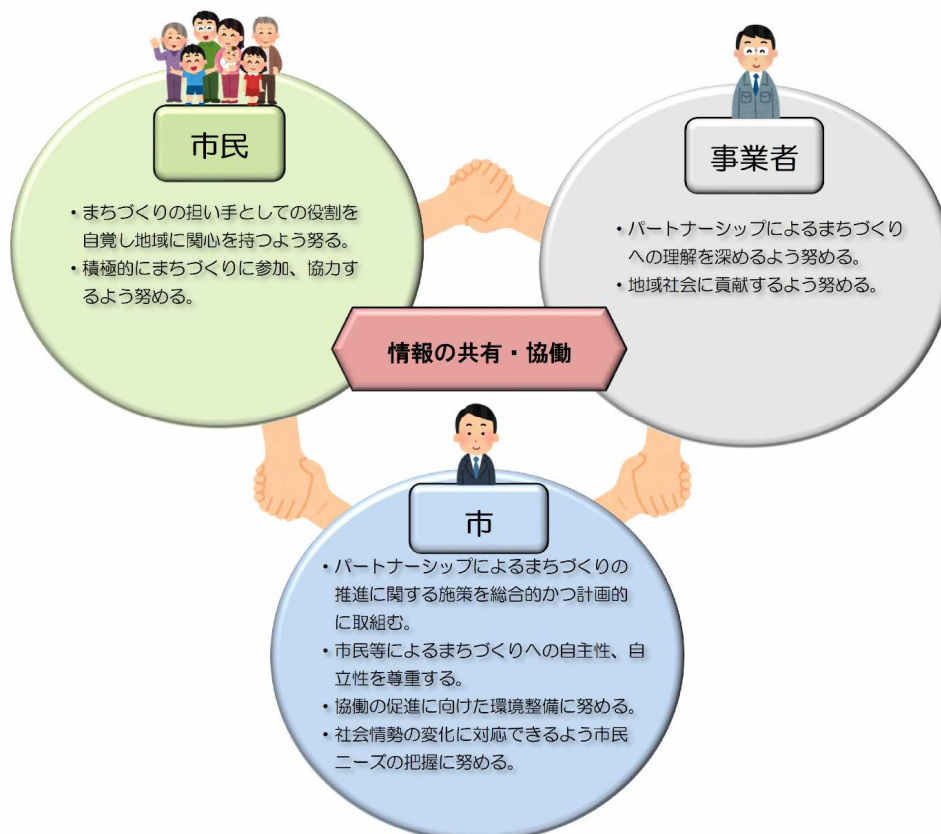 市民
・まちづくりの担い手としての役割を
自覚し地域に関心を持つよう努る。
・積極的にまちづくりに参加、協力す
るよう努める。
事業者
・パートナーシップによるまちづくり
への理解を深めるよう努める。
・地域社会に貢献するよう努める。
情報の共有・協働
市
・パートナーシップによるまちづくりの
推進に関する施策を総合的かつ計画的
に取組む。
・市民等によるまちづくりへの自主性、自
立性を尊重する。
・協働の促進に向けた環境整備に努める。
・社会情勢の変化に対応できるよう市民
ニーズの把握に努める。